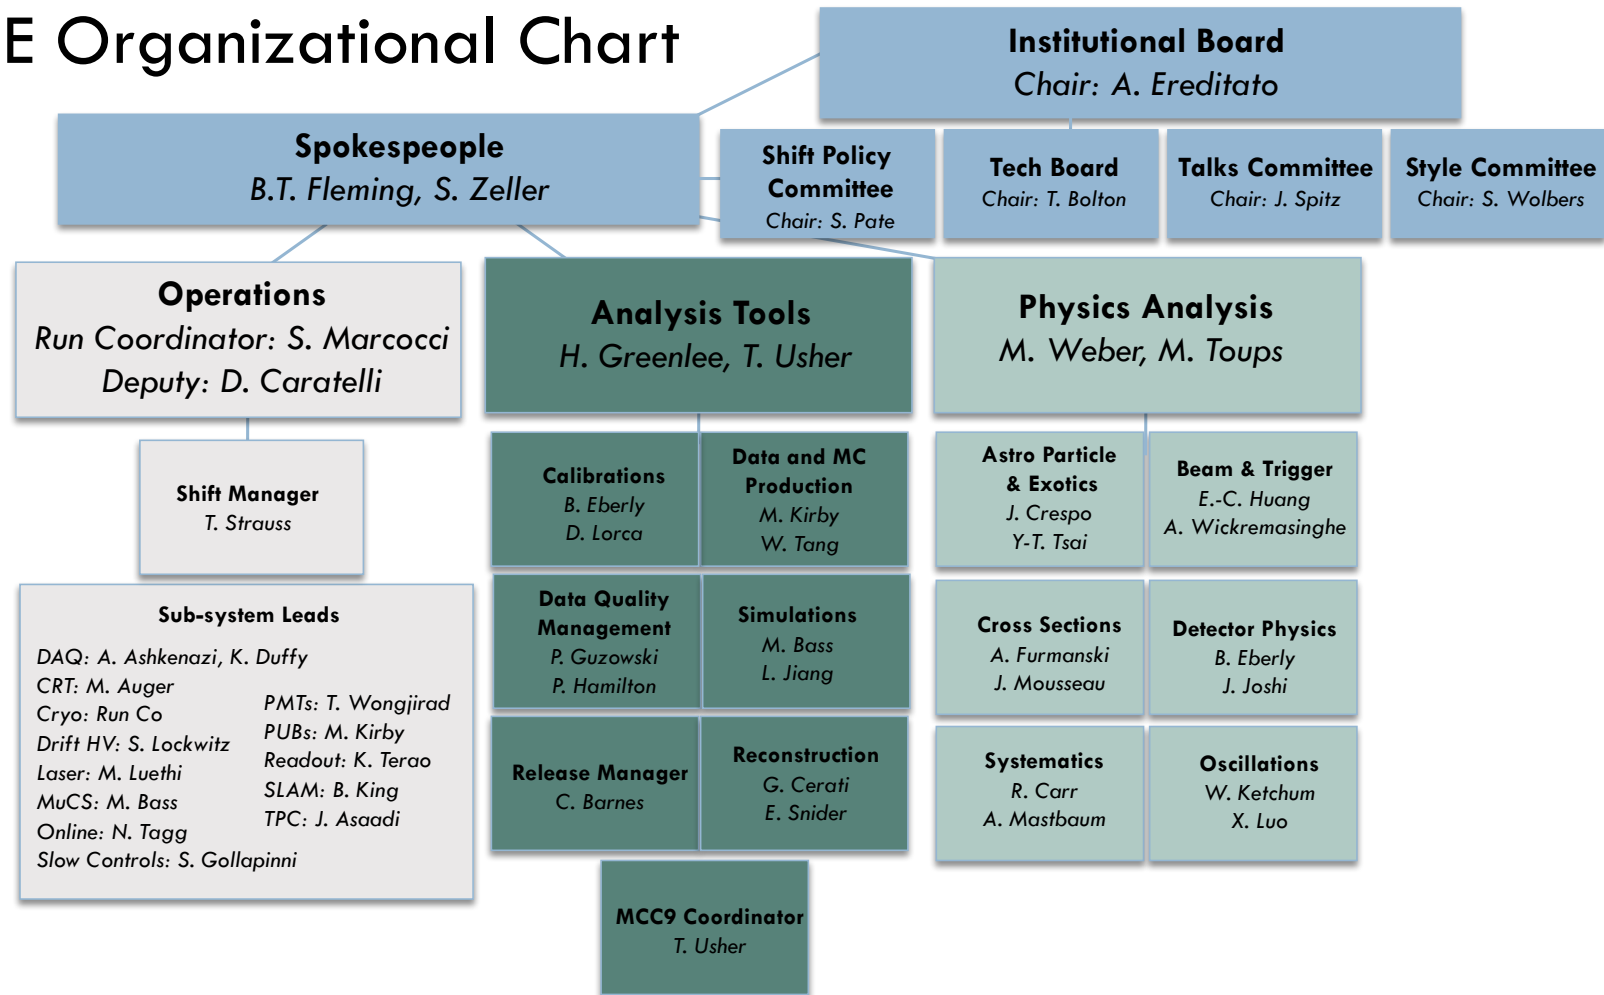 E Organizational Chart
Institutional Board
Chair: A. Ereditato
Spokespeople
B.T. Fleming, S. Zeller
Shift Policy
Committee
Chair: S. Pate
Tech Board
Chair: T. Bolton
Talks Committee
Chair: J. Spitz
Style Committee
Chair: S. Wolbers
Operations
Run Coordinator: S. Marcocci
Deputy: D. Caratelli
Analysis Tools
H. Greenlee, T. Usher
Physics Analysis
M. Weber, M. Toups
Shift Manager
T. Strauss
Sub-system Leads
DAQ: A. Ashkenazi, K. Duffy
CRT: M. Auger
Cryo: Run Co
Drift HV: S. Lockwitz
Laser: M. Luethi
MuCS: M. Bass
Online: N. Tagg
Slow Controls: S. Gollapinni
PMTs: T. Wongjirad
PUBs: M. Kirby
Readout: K. Terao
SLAM: B. King
TPC: J. Asaadi
Calibrations
B. Eberly
D. Lorca
Data and MC
Production
M. Kirby
W. Tang
Data Quality
Management
P. Guzowski
P. Hamilton
Simulations
M. Bass
L. Jiang
Release Manager
C. Barnes
Reconstruction
G. Cerati
E. Snider
MCC9 Coordinator
T. Usher
Astro Particle
& Exotics
J. Crespo
Y-T. Tsai
Beam & Trigger
E.-C. Huang
A. Wickremasinghe
Cross Sections
A. Furmanski
J. Mousseau
Detector Physics
B. Eberly
J. Joshi
Systematics
R. Carr
A. Mastbaum
Oscillations
W. Ketchum
X. Luo